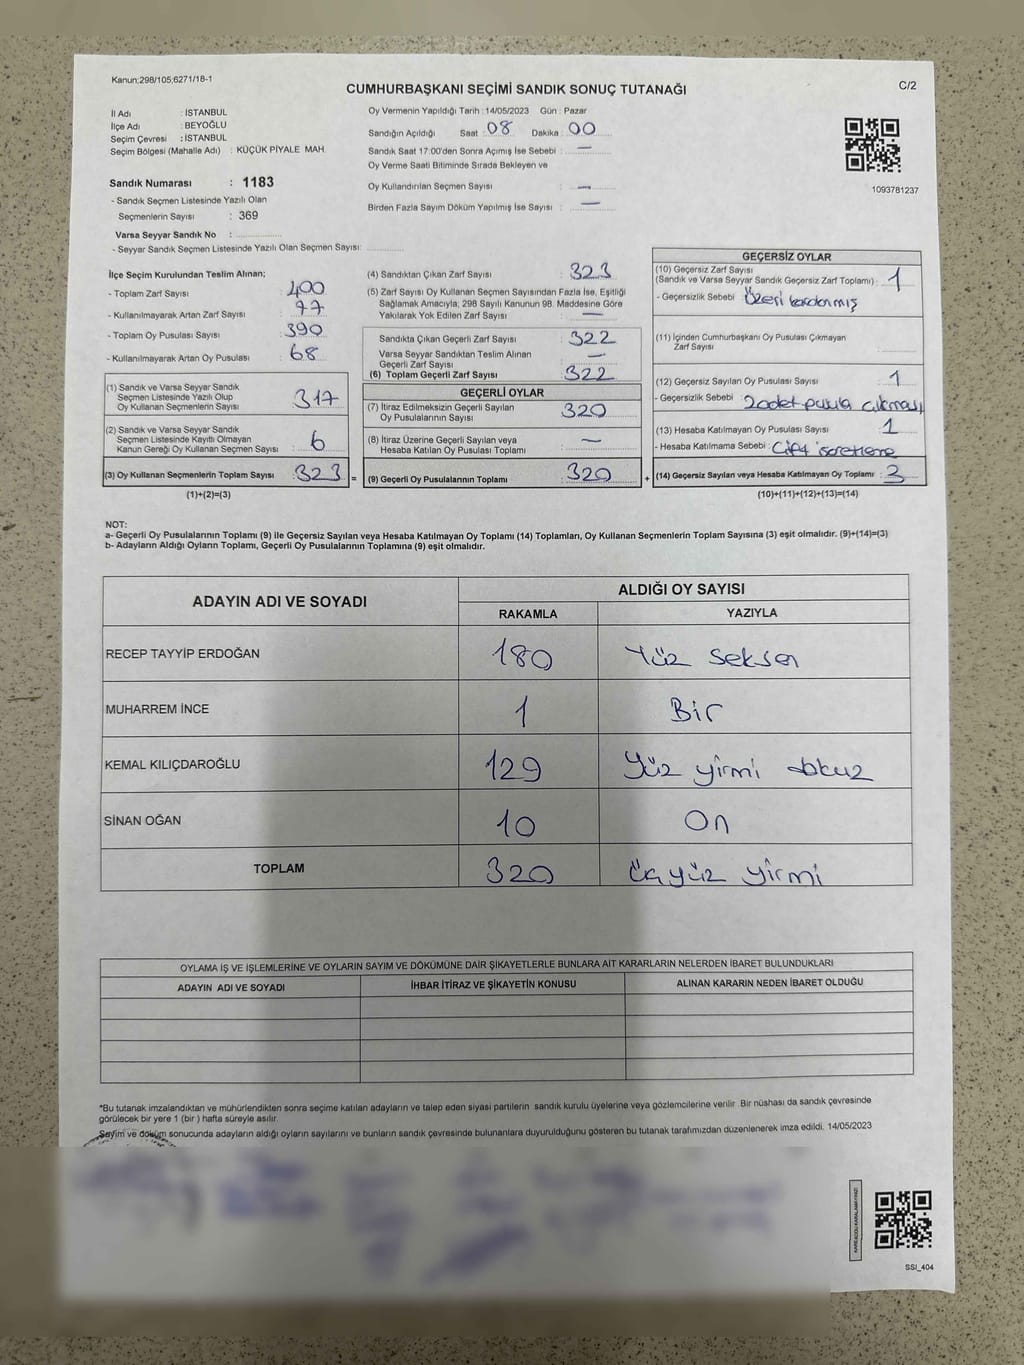 Kanun:298/105;6271/18-1
C/2
CUMHURBAŞKANI SEÇİMİ SANDIK SONUÇ TUTANAĞI
İl Adı : İSTANBUL
İlçe Adı : BEYOĞLU
Seçim Çevresi : İSTANBUL
Seçim Bölgesi (Mahalle Adı) : KÜÇÜK PİYALE MAH.
Sandık Numarası : 1183
- Sandık Seçmen Listesinde Yazılı Olan
Seçmenlerin Sayısı : 369
Varsa Seyyar Sandık No :
- Seyyar Sandık Seçmen Listesinde Yazılı Olan Seçmen Sayısı:
Oy Vermenin Yapıldığı Tarih : 14/05/2023 Gün : Pazar
Sandığın Açıldığı Saat : 08 Dakika : 00
Sandık Saat 17:00'den Sonra Açımış İse Sebebi : —
Oy Verme Saati Bitiminde Sırada Bekleyen ve
Oy Kullandırılan Seçmen Sayısı : —
Birden Fazla Sayım Döküm Yapılmış İse Sayısı : —
1093781237
İlçe Seçim Kurulundan Teslim Alınan;
- Toplam Zarf Sayısı : 400
- Kullanılmayarak Artan Zarf Sayısı : 77
- Toplam Oy Pusulası Sayısı : 390
- Kullanılmayarak Artan Oy Pusulası : 68
(1) Sandık ve Varsa Seyyar Sandık
Seçmen Listesinde Yazılı Olup
Oy Kullanan Seçmenlerin Sayısı : 317
(2) Sandık ve Varsa Seyyar Sandık
Seçmen Listesinde Kayıtlı Olmayan
Kanun Gereği Oy Kullanan Seçmen Sayısı : 6
(3) Oy Kullanan Seçmenlerin Toplam Sayısı : 323 =
(1)+(2)=(3)
(4) Sandıktan Çıkan Zarf Sayısı : 323
(5) Zarf Sayısı Oy Kullanan Seçmen Sayısından Fazla İse, Eşitliği
Sağlamak Amacıyla; 298 Sayılı Kanunun 98. Maddesine Göre
Yakılarak Yok Edilen Zarf Sayısı : —
Sandıkta Çıkan Geçerli Zarf Sayısı : 322
Varsa Seyyar Sandıktan Teslim Alınan
Geçerli Zarf Sayısı : —
(6) Toplam Geçerli Zarf Sayısı : 322
GEÇERLİ OYLAR
(7) İtiraz Edilmeksizin Geçerli Sayılan
Oy Pusulalarının Sayısı : 320
(8) İtiraz Üzerine Geçerli Sayılan veya
Hesaba Katılan Oy Pusulası Toplamı : —
(9) Geçerli Oy Pusulalarının Toplamı : 320 +
GEÇERSİZ OYLAR
(10) Geçersiz Zarf Sayısı
(Sandık ve Varsa Seyyar Sandık Geçersiz Zarf Toplamı) : 1
- Geçersizlik Sebebi : Üzeri karalanmış
(11) İçinden Cumhurbaşkanı Oy Pusulası Çıkmayan
Zarf Sayısı :
(12) Geçersiz Sayılan Oy Pusulası Sayısı : 1
- Geçersizlik Sebebi : 2 adet pusula çıkması
(13) Hesaba Katılmayan Oy Pusulası Sayısı : 1
- Hesaba Katılmama Sebebi : Çift işaretleme
(14) Geçersiz Sayılan veya Hesaba Katılmayan Oy Toplamı : 3
(10)+(11)+(12)+(13)=(14)
NOT:
a- Geçerli Oy Pusulalarının Toplamı (9) ile Geçersiz Sayılan veya Hesaba Katılmayan Oy Toplamı (14) Toplamları, Oy Kullanan Seçmenlerin Toplam Sayısına (3) eşit olmalıdır. (9)+(14)=(3)
b- Adayların Aldığı Oyların Toplamı, Geçerli Oy Pusulalarının Toplamına (9) eşit olmalıdır.
ADAYIN ADI VE SOYADI ALDIĞI OY SAYISI
RAKAMLA YAZIYLA
RECEP TAYYİP ERDOĞAN 180 Yüz seksen
MUHARREM İNCE 1 Bir
KEMAL KILIÇDAROĞLU 129 Yüz yirmi dokuz
SİNAN OĞAN 10 On
TOPLAM 320 üçyüz yirmi
OYLAMA İŞ VE İŞLEMLERİNE VE OYLARIN SAYIM VE DÖKÜMÜNE DAİR ŞİKAYETLERLE BUNLARA AİT KARARLARIN NELERDEN İBARET BULUNDUKLARI
ADAYIN ADI VE SOYADI İHBAR İTİRAZ VE ŞİKAYETİN KONUSU ALINAN KARARIN NEDEN İBARET OLDUĞU
*Bu tutanak imzalandıktan ve mühürlendikten sonra seçime katılan adayların ve talep eden siyasi partilerin sandık kurulu üyelerine veya gözlemcilerine verilir. Bir nüshası da sandık çevresinde
görülecek bir yere 1 (bir ) hafta süreyle asılır.
Sayım ve döküm sonucunda adayların aldığı oyların sayılarını ve bunların sandık çevresinde bulunanlara duyurulduğunu gösteren bu tutanak tarafımızdan düzenlenerek imza edildi. 14/05/2023
SSI_404